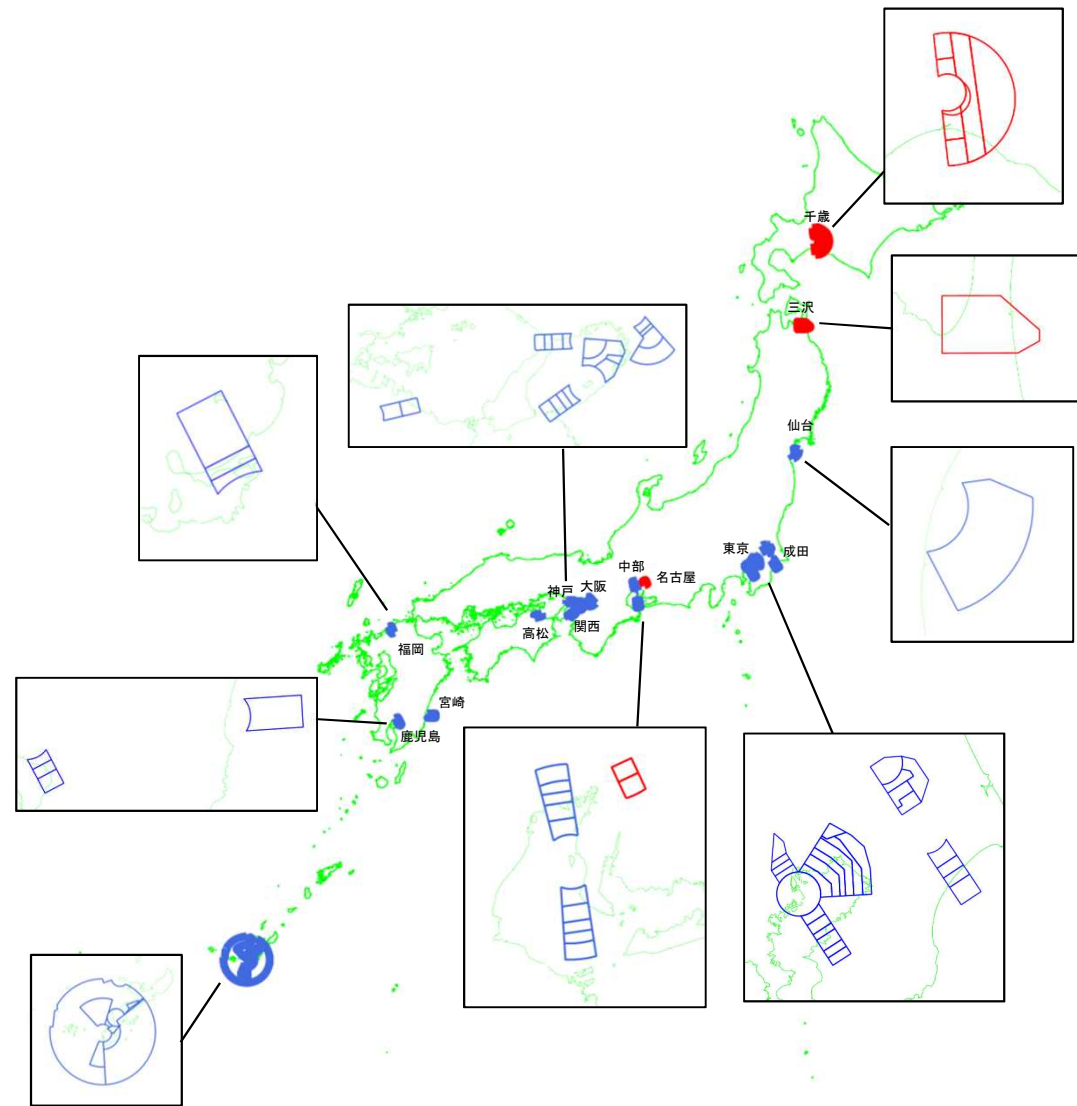 千歳
三沢
仙台
東京
成田
中部
名古屋
神戸
大阪
関西
高松
福岡
宮崎
鹿児島